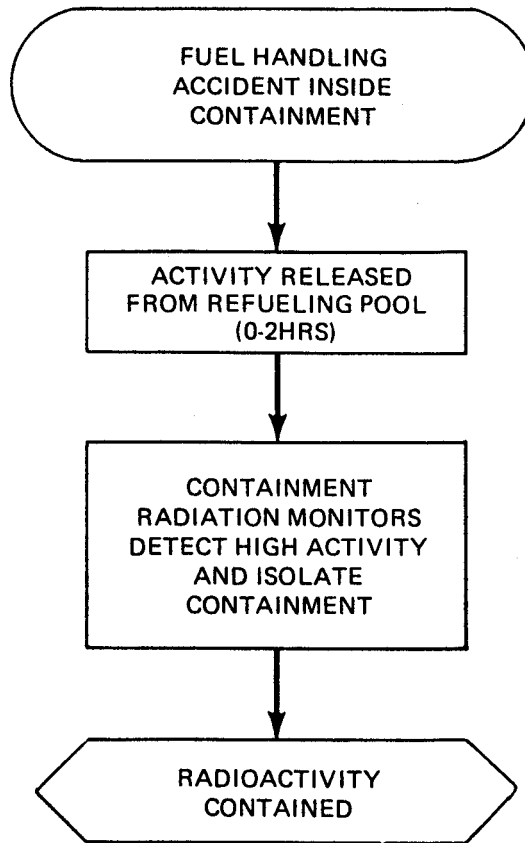 FUEL HANDLING
ACCIDENT INSIDE
CONTAINMENT
ACTIVITY RELEASED
FROM REFUELING POOL
(0-2HRS)
CONTAINMENT
RADIATION MONITORS
DETECT HIGH ACTIVITY
AND ISOLATE
CONTAINMENT
RADIOACTIVITY
CONTAINED